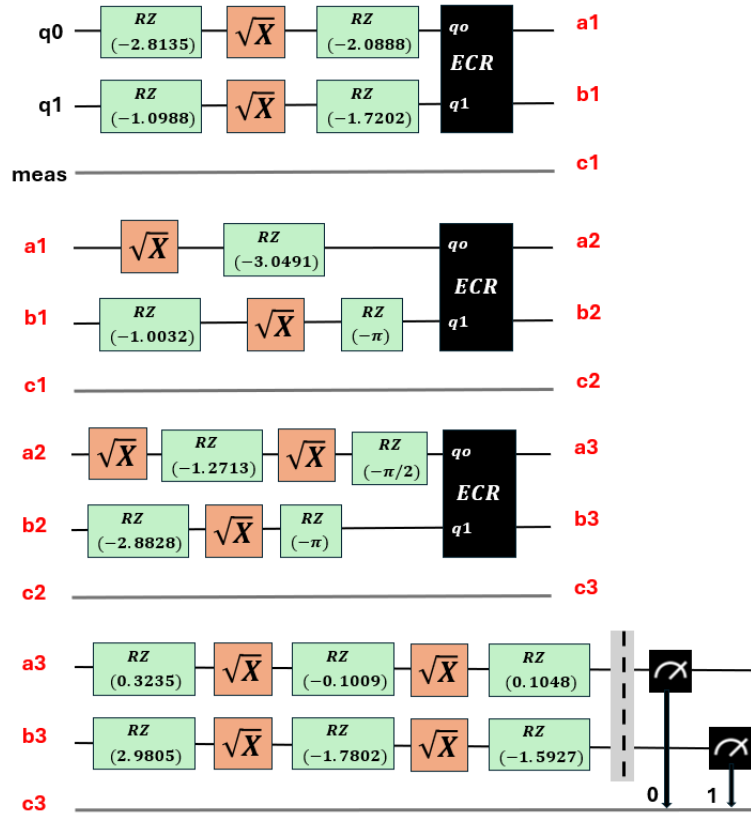 q0 RZ (−2.8135) √X RZ (−2.0888) qo a1
ECR
q1 RZ (−1.0988) √X RZ (−1.7202) q1 b1
meas c1
a1 √X RZ (−3.0491) qo a2
ECR
b1 RZ (−1.0032) √X RZ (−π) q1 b2
c1 c2
a2 √X RZ (−1.2713) √X RZ (−π/2) qo a3
ECR
b2 RZ (−2.8828) √X RZ (−π) q1 b3
c2 c3
a3 RZ (0.3235) √X RZ (−0.1009) √X RZ (0.1048)
b3 RZ (2.9805) √X RZ (−1.7802) √X RZ (−1.5927)
c3 0 1